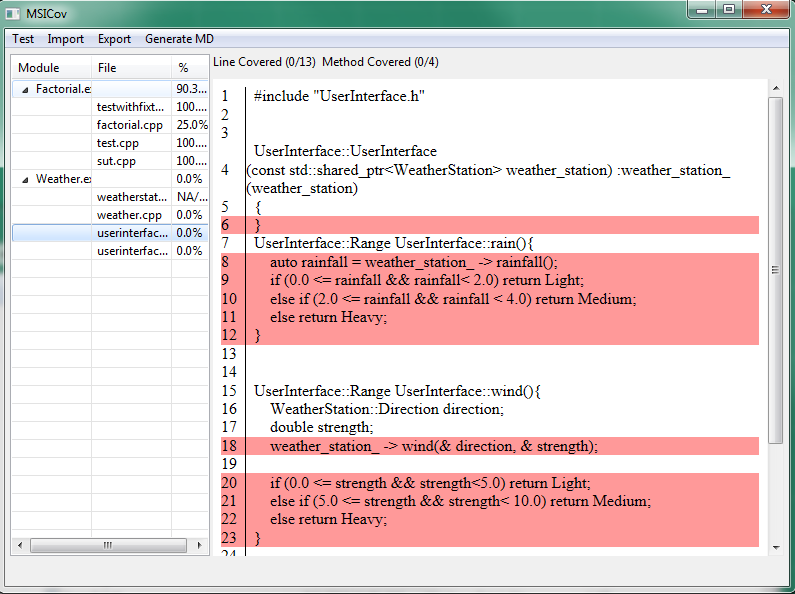 MSICov
Test Import Export Generate MD
Module File %
Factorial.e 90.3...
testwithfixt... 100....
factorial.cpp 25.0%
test.cpp 100....
sut.cpp 100....
Weather.ex 0.0%
weatherstat... NA/...
weather.cpp 0.0%
userinterfac... 0.0%
userinterfac... 0.0%
Line Covered (0/13) Method Covered (0/4)
1 #include "UserInterface.h"
2
3
UserInterface::UserInterface
4 (const std::shared_ptr<WeatherStation> weather_station) :weather_station_
(weather_station)
5 {
6 }
7 UserInterface::Range UserInterface::rain(){
8 auto rainfall = weather_station_ -> rainfall();
9 if (0.0 <= rainfall && rainfall< 2.0) return Light;
10 else if (2.0 <= rainfall && rainfall < 4.0) return Medium;
11 else return Heavy;
12 }
13
14
15 UserInterface::Range UserInterface::wind(){
16 WeatherStation::Direction direction;
17 double strength;
18 weather_station_ -> wind(& direction, & strength);
19
20 if (0.0 <= strength && strength<5.0) return Light;
21 else if (5.0 <= strength && strength< 10.0) return Medium;
22 else return Heavy;
23 }
24